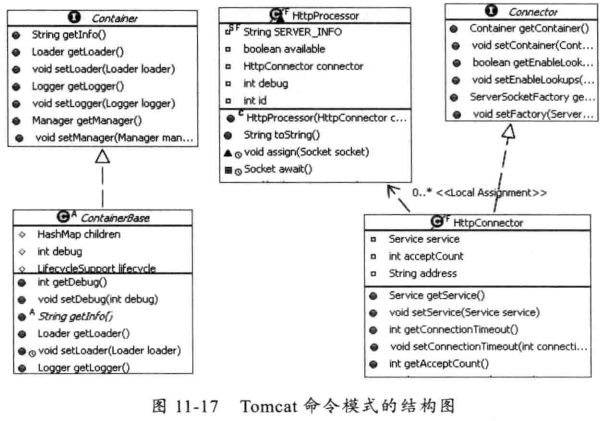 Container
String getInfo()
Loader getLoader()
void setLoader(Loader loader)
Logger getLogger()
void setLogger(Logger logger)
Manager getManager()
void setManager(Manager man...
HttpProcessor
String SERVER_INFO
boolean available
HttpConnector connector
int debug
int id
HttpProcessor(HttpConnector c...
String toString()
void assign(Socket socket)
Socket await()
Connector
Container getContainer()
void setContainer(Cont...
boolean getEnableLook...
void setEnableLookups(...
ServerSocketFactory ge...
void setFactory(Server...
0..* <<Local Assignment>>
ContainerBase
HashMap children
int debug
LifecycleSupport lifecycle
int getDebug()
void setDebug(int debug)
String getInfo()
Loader getLoader()
void setLoader(Loader loader)
Logger getLogger()
HttpConnector
Service service
int acceptCount
String address
Service getService()
void setService(Service service)
int getConnectionTimeout()
void setConnectionTimeout(int connecti...
int getAcceptCount()
图 11-17 Tomcat 命令模式的结构图